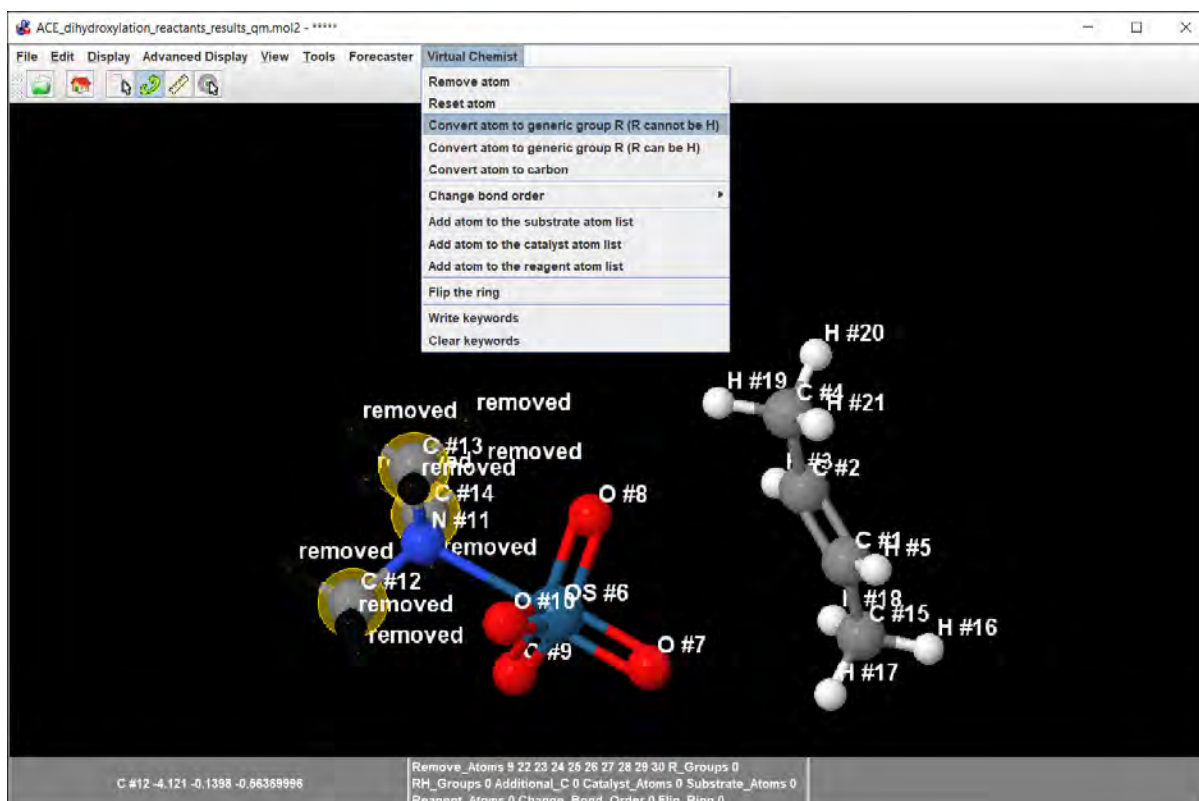 ACE_dihydroxylation_reactants_results_qm.mol2 - *****
File Edit Display Advanced Display View Tools Forecaster Virtual Chemist
Remove atom
Reset atom
Convert atom to generic group R (R cannot be H)
Convert atom to generic group R (R can be H)
Convert atom to carbon
Change bond order
Add atom to the substrate atom list
Add atom to the catalyst atom list
Add atom to the reagent atom list
Flip the ring
Write keywords
Clear keywords
H #20
H #19
C #4
H #21
removed
removed
C #13
removed
removed
#3
C #2
C #14
O #8
N #11
removed
removed
C #1
H #5
C #12
removed
O #10
OS #6
#18
C #15
removed
#9
O #7
H #16
H #17
C #12 -4.121 -0.1398 -0.56369996
Remove_Atoms 9 22 23 24 25 26 27 28 29 30 R_Groups 0
RH_Groups 0 Additional_C 0 Catalyst_Atoms 0 Substrate_Atoms 0
Reagent_Atoms 0 Change_Bond_Order 0 Flip_Ring 0